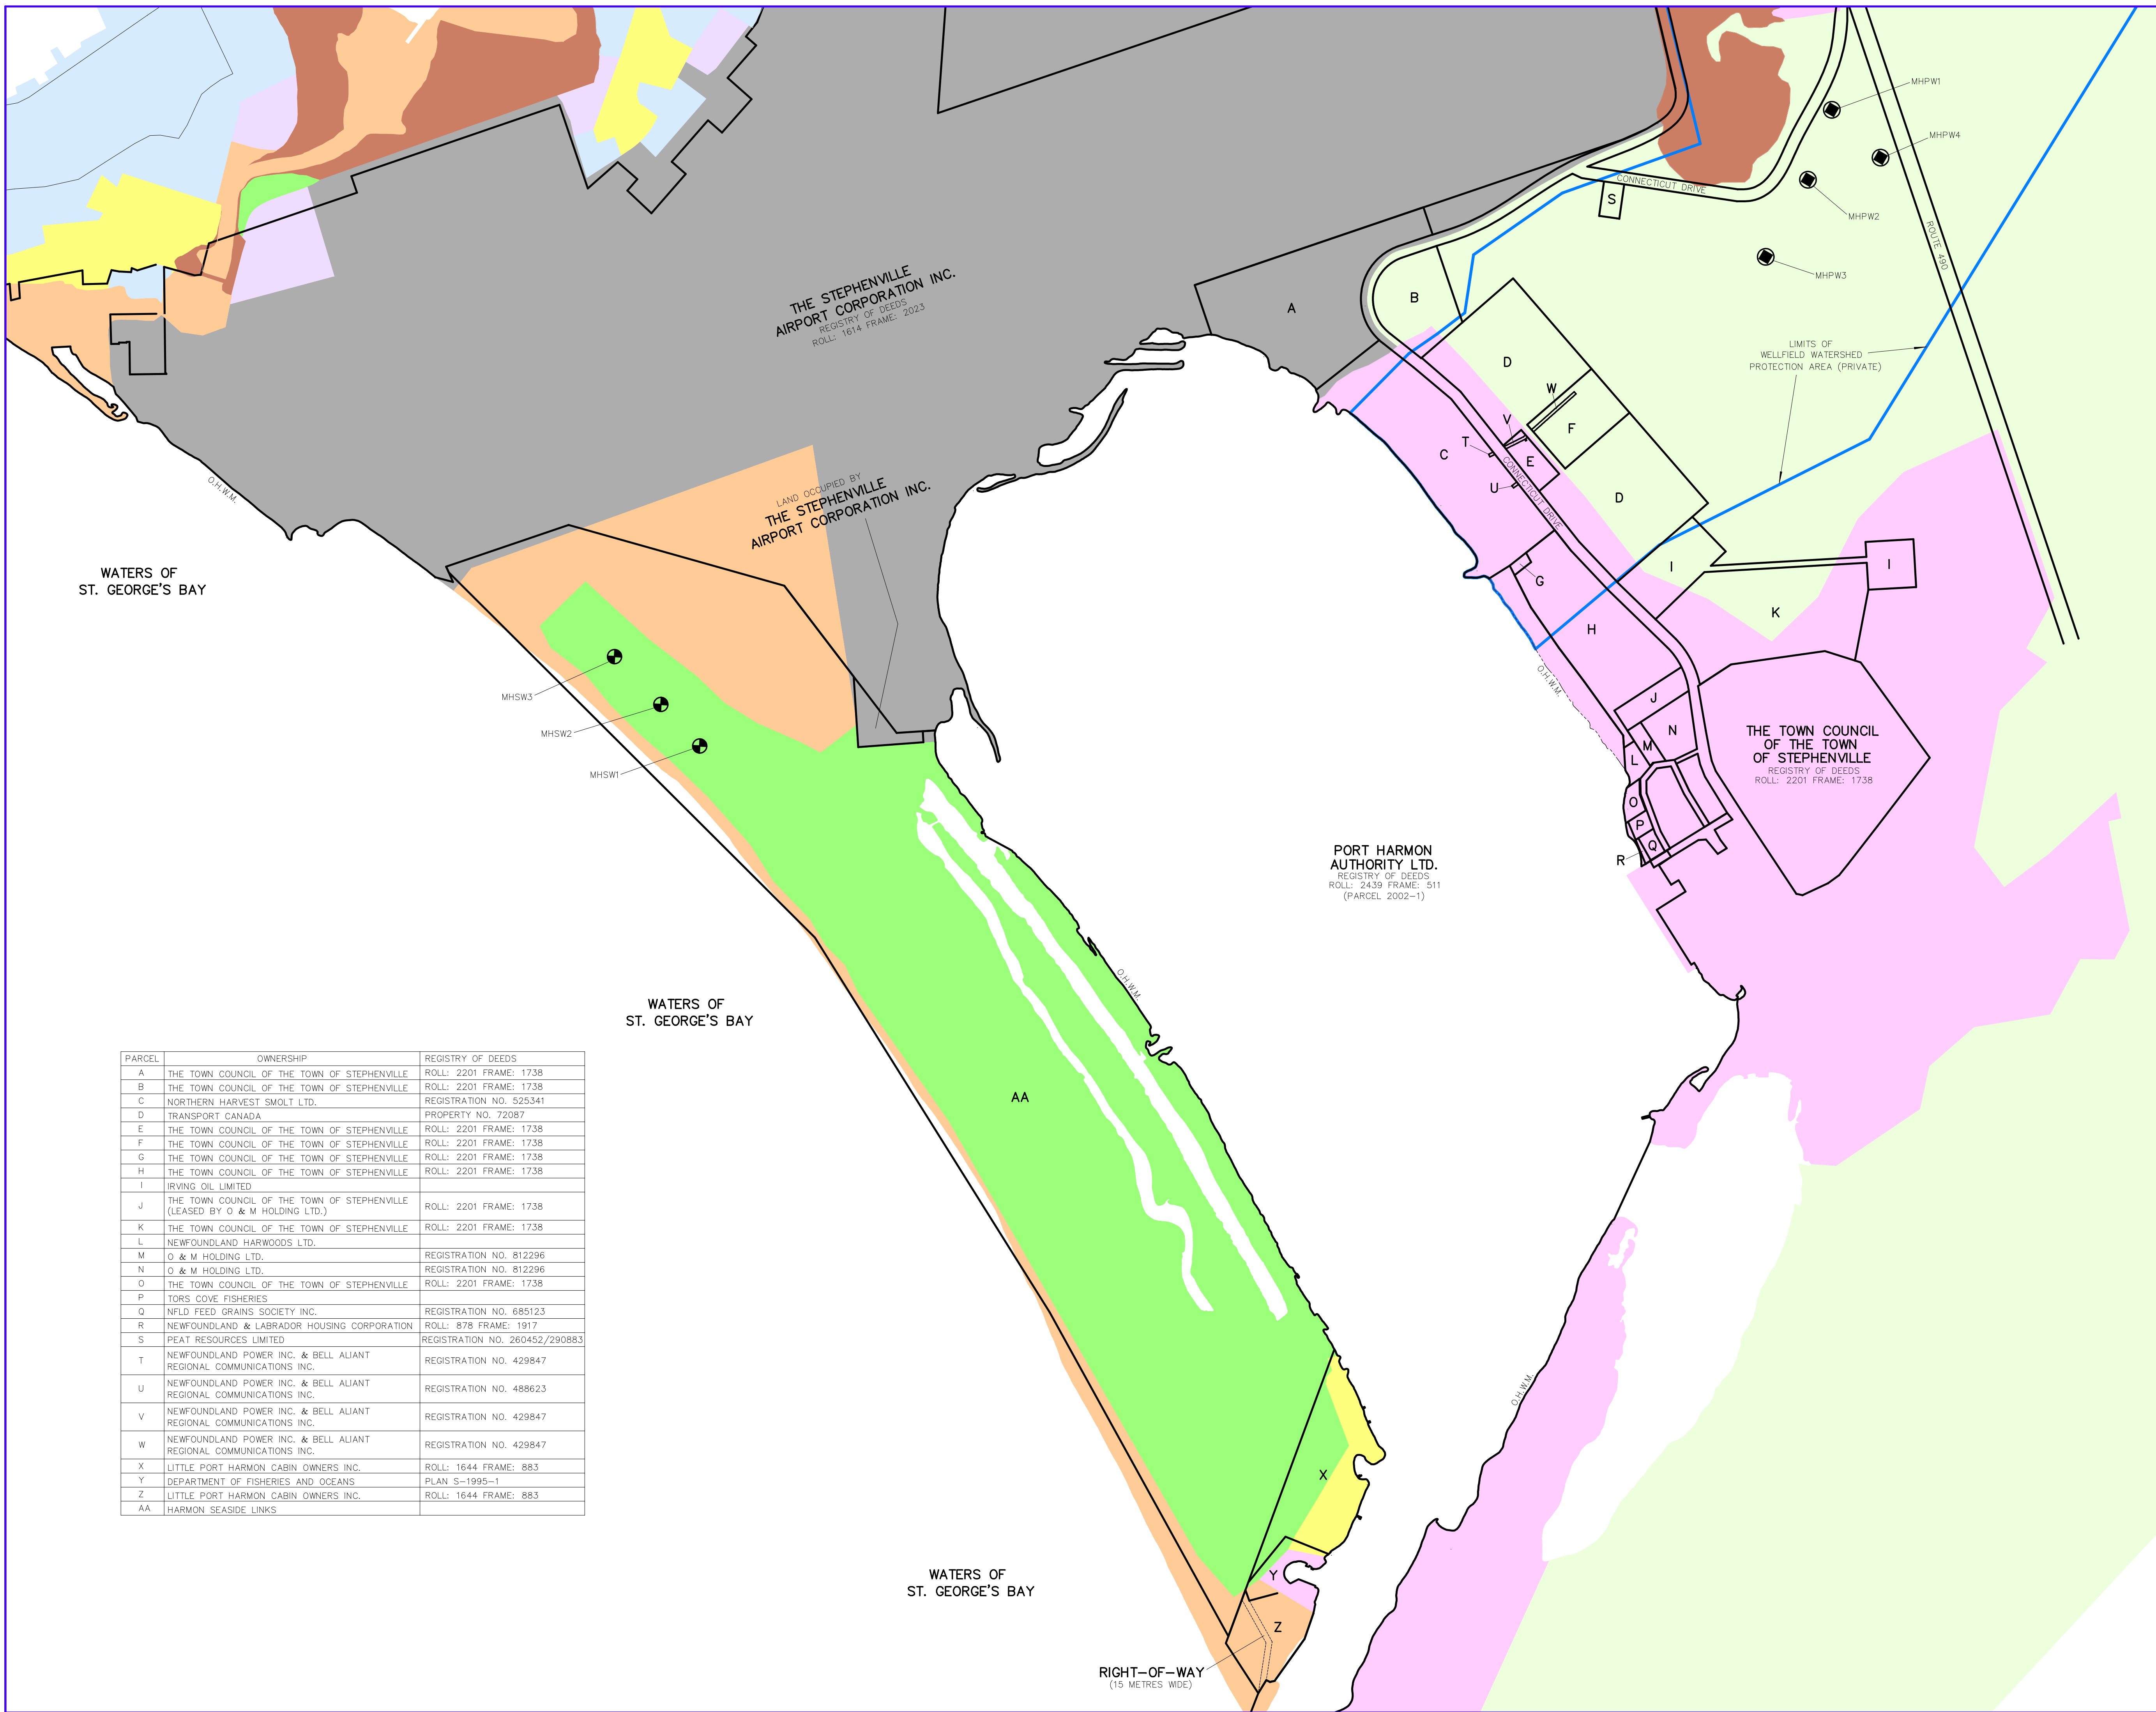 MHPW1
MHPW4
CONNECTICUT DRIVE
S
MHPW2
ROUTE 490
MHPW3
THE STEPHENVILLE
AIRPORT CORPORATION INC.
REGISTRY OF DEEDS
ROLL: 1614 FRAME: 2023
A
B
LIMITS OF
WELLFIELD WATERSHED
PROTECTION AREA (PRIVATE)
D
W
V
F
T
C
E
U
CONNECTICUT DRIVE
D
O.H.W.M.
LAND OCCUPIED BY
THE STEPHENVILLE
AIRPORT CORPORATION INC.
WATERS OF
ST. GEORGE'S BAY
I
I
G
K
H
O.H.W.M.
MHSW3
MHSW2
MHSW1
J
N
M
L
THE TOWN COUNCIL
OF THE TOWN
OF STEPHENVILLE
REGISTRY OF DEEDS
ROLL: 2201 FRAME: 1738
O
P
Q
R
PORT HARMON
AUTHORITY LTD.
REGISTRY OF DEEDS
ROLL: 2439 FRAME: 511
(PARCEL 2002-1)
O.H.W.M.
WATERS OF
ST. GEORGE'S BAY
AA
PARCEL OWNERSHIP REGISTRY OF DEEDS
A THE TOWN COUNCIL OF THE TOWN OF STEPHENVILLE ROLL: 2201 FRAME: 1738
B THE TOWN COUNCIL OF THE TOWN OF STEPHENVILLE ROLL: 2201 FRAME: 1738
C NORTHERN HARVEST SMOLT LTD. REGISTRATION NO. 525341
D TRANSPORT CANADA PROPERTY NO. 72087
E THE TOWN COUNCIL OF THE TOWN OF STEPHENVILLE ROLL: 2201 FRAME: 1738
F THE TOWN COUNCIL OF THE TOWN OF STEPHENVILLE ROLL: 2201 FRAME: 1738
G THE TOWN COUNCIL OF THE TOWN OF STEPHENVILLE ROLL: 2201 FRAME: 1738
H THE TOWN COUNCIL OF THE TOWN OF STEPHENVILLE ROLL: 2201 FRAME: 1738
I IRVING OIL LIMITED
J THE TOWN COUNCIL OF THE TOWN OF STEPHENVILLE
(LEASED BY O & M HOLDING LTD.) ROLL: 2201 FRAME: 1738
K THE TOWN COUNCIL OF THE TOWN OF STEPHENVILLE ROLL: 2201 FRAME: 1738
L NEWFOUNDLAND HARWOODS LTD.
M O & M HOLDING LTD. REGISTRATION NO. 812296
N O & M HOLDING LTD. REGISTRATION NO. 812296
O THE TOWN COUNCIL OF THE TOWN OF STEPHENVILLE ROLL: 2201 FRAME: 1738
P TORS COVE FISHERIES
Q NFLD FEED GRAINS SOCIETY INC. REGISTRATION NO. 685123
R NEWFOUNDLAND & LABRADOR HOUSING CORPORATION ROLL: 878 FRAME: 1917
S PEAT RESOURCES LIMITED REGISTRATION NO. 260452/290883
T NEWFOUNDLAND POWER INC. & BELL ALIANT
REGIONAL COMMUNICATIONS INC. REGISTRATION NO. 429847
U NEWFOUNDLAND POWER INC. & BELL ALIANT
REGIONAL COMMUNICATIONS INC. REGISTRATION NO. 488623
V NEWFOUNDLAND POWER INC. & BELL ALIANT
REGIONAL COMMUNICATIONS INC. REGISTRATION NO. 429847
W NEWFOUNDLAND POWER INC. & BELL ALIANT
REGIONAL COMMUNICATIONS INC. REGISTRATION NO. 429847
X LITTLE PORT HARMON CABIN OWNERS INC. ROLL: 1644 FRAME: 883
Y DEPARTMENT OF FISHERIES AND OCEANS PLAN S-1995-1
Z LITTLE PORT HARMON CABIN OWNERS INC. ROLL: 1644 FRAME: 883
AA HARMON SEASIDE LINKS
O.H.W.M.
X
WATERS OF
ST. GEORGE'S BAY
Y
Z
RIGHT-OF-WAY
(15 METRES WIDE)